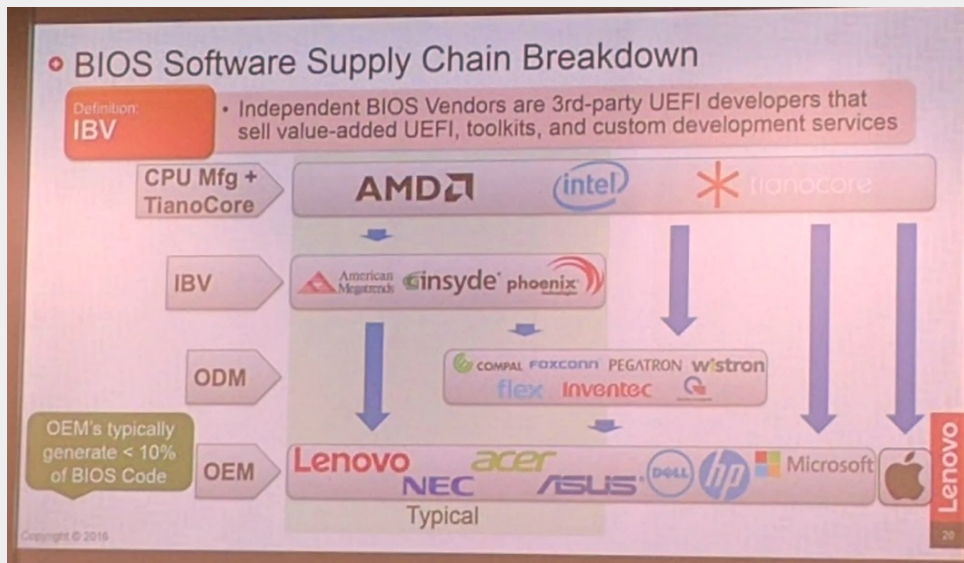 BIOS Software Supply Chain Breakdown
Definition:
IBV
• Independent BIOS Vendors are 3rd-party UEFI developers that
sell value-added UEFI, toolkits, and custom development services
CPU Mfg +
TianoCore
AMD
intel
tianocore
IBV
American
Megatrends
insyde
phoenix
ODM
COMPAL
FOXCONN
PEGATRON
wistron
flex
Inventec
OEM's typically
generate < 10%
of BIOS Code
OEM
Lenovo
NEC
acer
ASUS
DELL
hp
Microsoft
Typical
Lenovo
Copyright © 2016
20